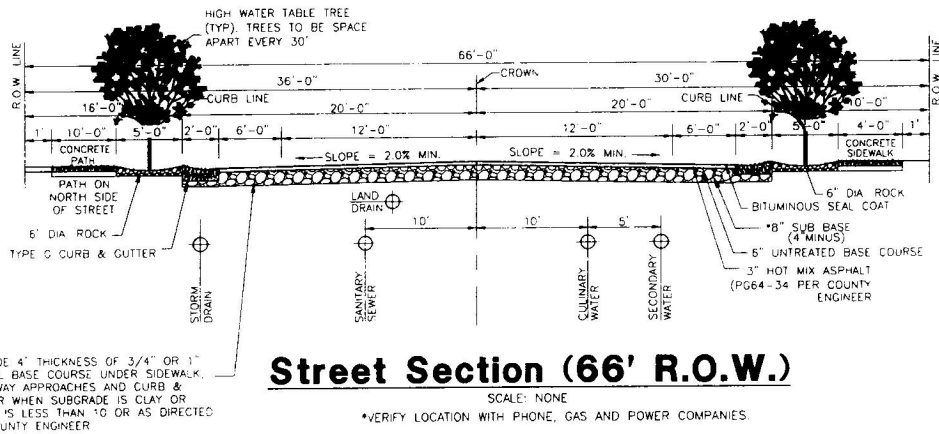 HIGH WATER TABLE TREE
(TYP). TREES TO BE SPACE
APART EVERY 30'
R.O.W LINE
R.O.W LINE
66'-0"
CROWN
36'-0"
30'-0"
CURB LINE
CURB LINE
16'-0"
20'-0"
20'-0"
10'-0"
1'
10'-0"
5'-0"
2'-0"
6'-0"
12'-0"
12'-0"
6'-0"
2'-0"
5'-0"
4'-0"
1'
CONCRETE
PATH
SLOPE = 2.0% MIN.
SLOPE = 2.0% MIN.
CONCRETE
SIDEWALK
PATH ON
NORTH SIDE
OF STREET
6" DIA ROCK
BITUMINOUS SEAL COAT
*8" SUB BASE
(4 MINUS)
6" UNTREATED BASE COURSE
3" HOT MIX ASPHALT
(PG64-34 PER COUNTY
ENGINEER
6' DIA ROCK
TYPE G CURB & GUTTER
LAND
DRAIN
10'
10'
5'
STORM
DRAIN
SANITARY
SEWER
CULINARY
WATER
SECONDARY
WATER
DE 4' THICKNESS OF 3/4" OR 1"
BASE COURSE UNDER SIDEWALK,
WAY APPROACHES AND CURB &
R WHEN SUBGRADE IS CLAY OR
IS LESS THAN 10 OR AS DIRECTED
OUNTY ENGINEER
Street Section (66' R.O.W.)
SCALE: NONE
*VERIFY LOCATION WITH PHONE, GAS AND POWER COMPANIES.